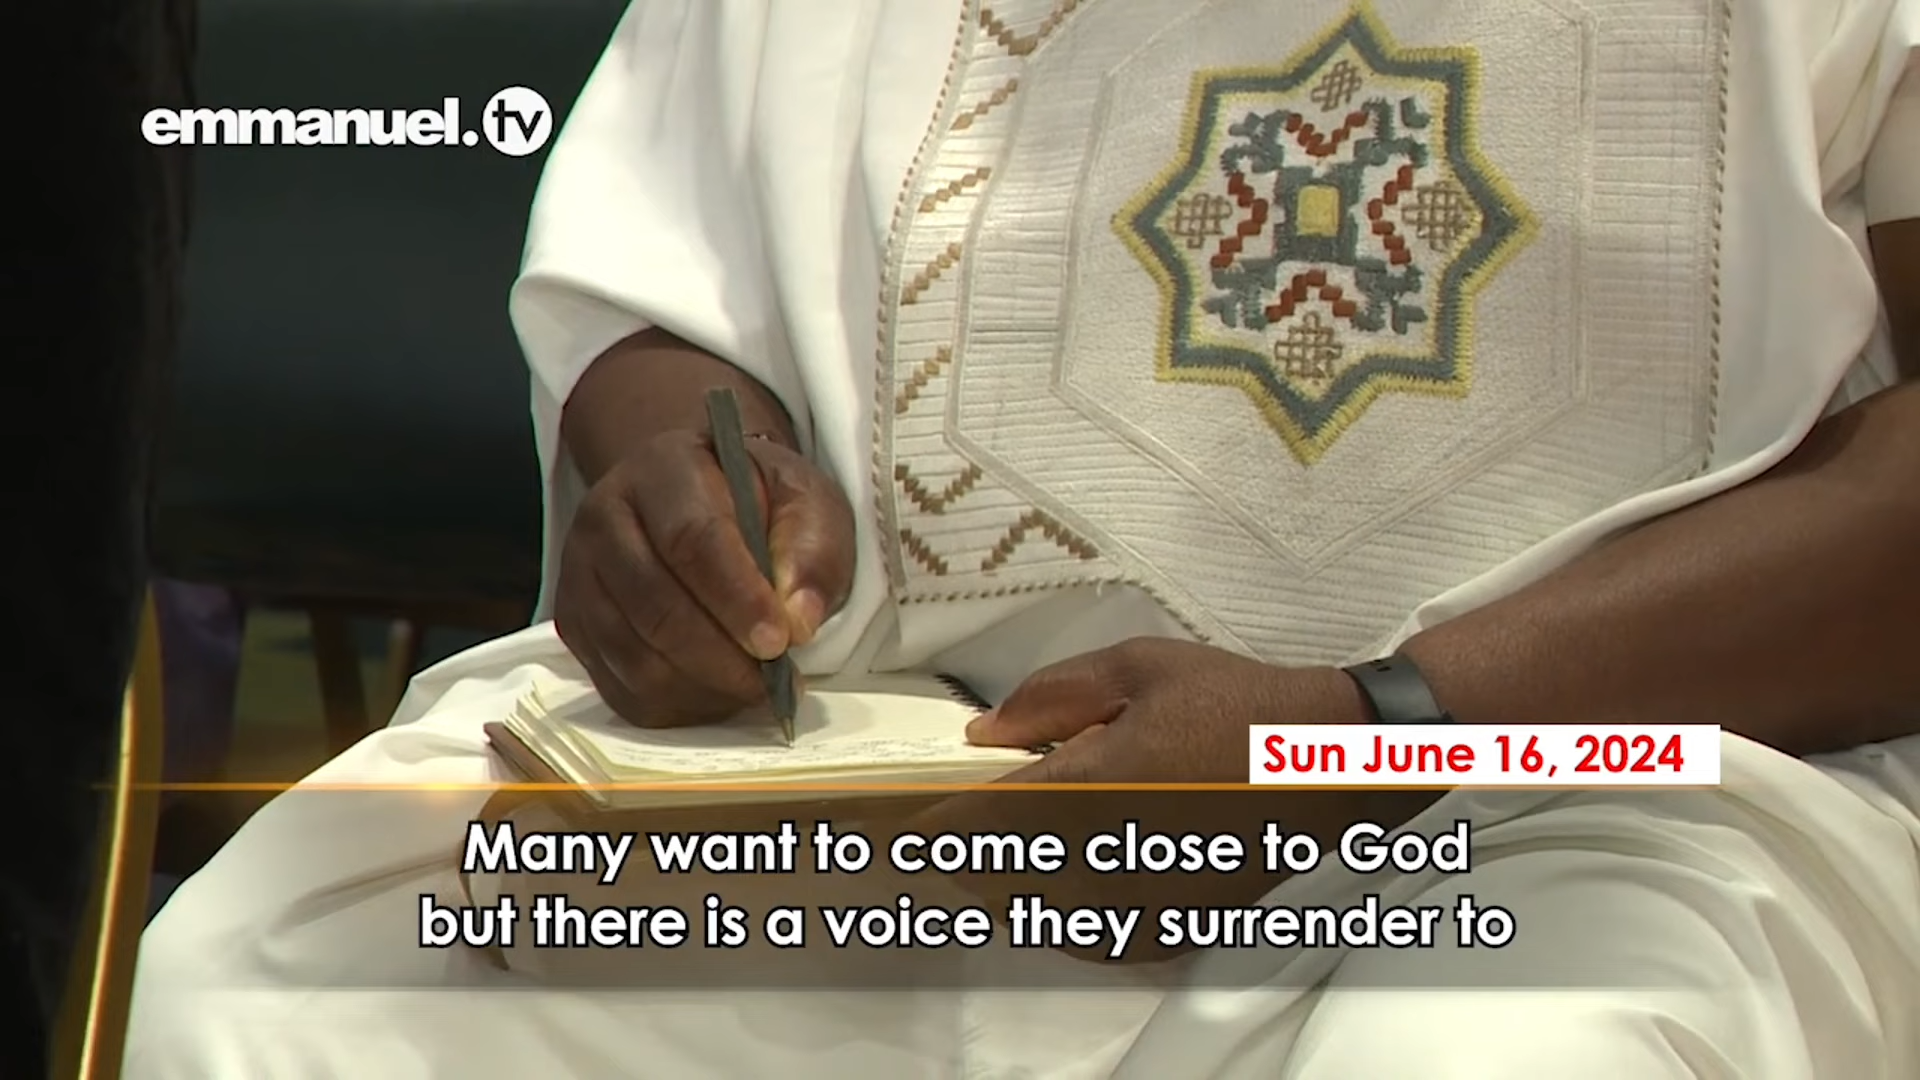 emmanuel.tv
Sun June 16, 2024
Many want to come close to God
but there is a voice they surrender to